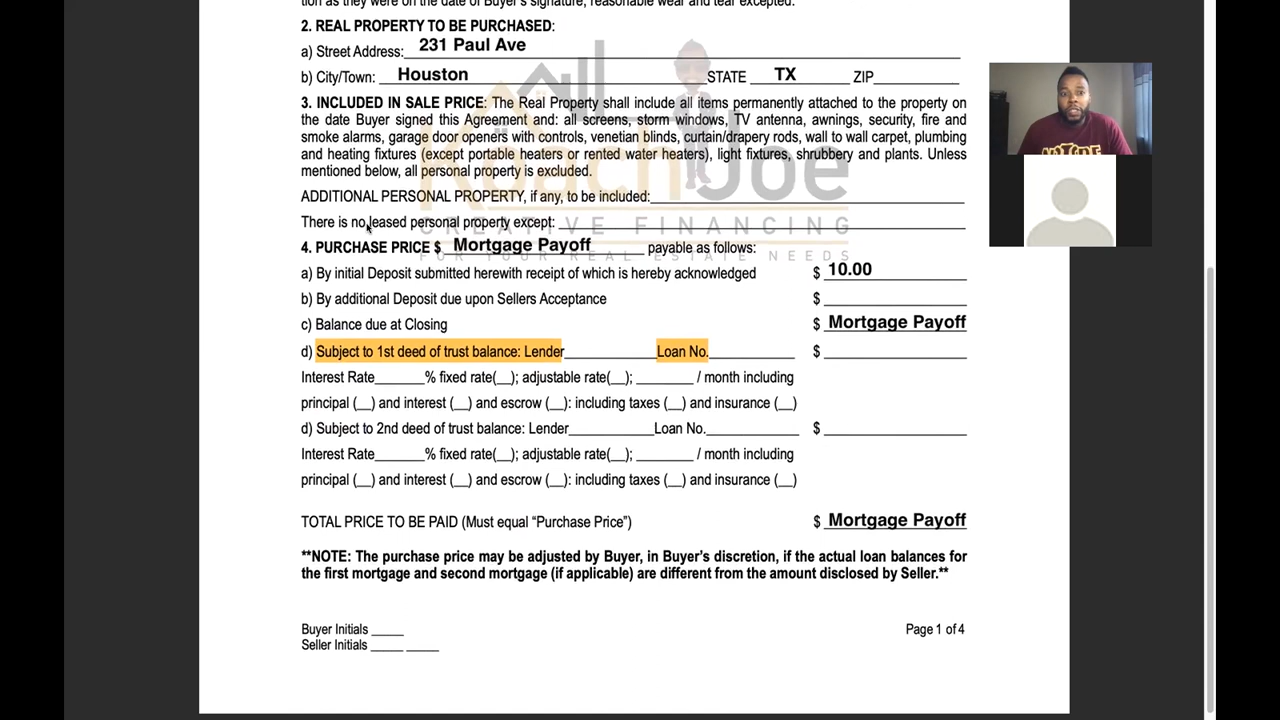 tion as they were on the date of Buyer's signature, reasonable wear and tear excepted.
2. REAL PROPERTY TO BE PURCHASED:
a) Street Address: 231 Paul Ave
b) City/Town: Houston STATE TX ZIP
3. INCLUDED IN SALE PRICE: The Real Property shall include all items permanently attached to the property on
the date Buyer signed this Agreement and: all screens, storm windows, TV antenna, awnings, security, fire and
smoke alarms, garage door openers with controls, venetian blinds, curtain/drapery rods, wall to wall carpet, plumbing
and heating fixtures (except portable heaters or rented water heaters), light fixtures, shrubbery and plants. Unless
mentioned below, all personal property is excluded.
KoachJoe
ADDITIONAL PERSONAL PROPERTY, if any, to be included:
There is no leased personal property except:
CREATIVE FINANCING
4. PURCHASE PRICE $ Mortgage Payoff payable as follows:
FOR YOUR REAL ESTATE NEEDS
a) By initial Deposit submitted herewith receipt of which is hereby acknowledged $ 10.00
b) By additional Deposit due upon Sellers Acceptance $
c) Balance due at Closing $ Mortgage Payoff
d) Subject to 1st deed of trust balance: Lender Loan No. $
Interest Rate % fixed rate(__); adjustable rate(__); / month including
principal (__) and interest (__) and escrow (__): including taxes (__) and insurance (__)
d) Subject to 2nd deed of trust balance: Lender Loan No. $
Interest Rate % fixed rate(__); adjustable rate(__); / month including
principal (__) and interest (__) and escrow (__): including taxes (__) and insurance (__)
TOTAL PRICE TO BE PAID (Must equal “Purchase Price”) $ Mortgage Payoff
**NOTE: The purchase price may be adjusted by Buyer, in Buyer's discretion, if the actual loan balances for
the first mortgage and second mortgage (if applicable) are different from the amount disclosed by Seller.**
Buyer Initials _____ Page 1 of 4
Seller Initials _____ _____